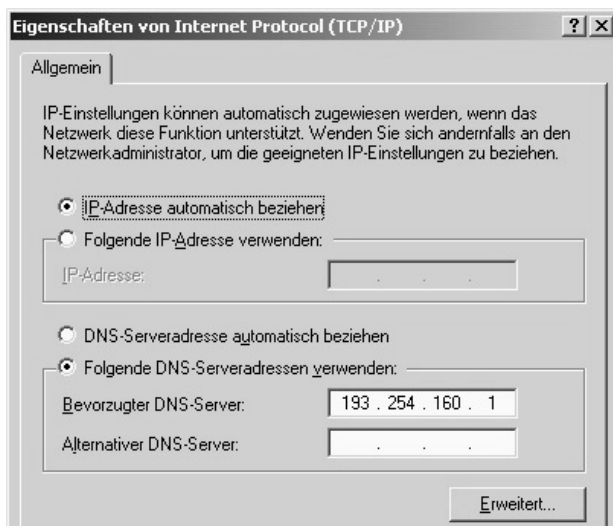 Eigenschaften von Internet Protocol (TCP/IP)
Allgemein
IP-Einstellungen können automatisch zugewiesen werden, wenn das
Netzwerk diese Funktion unterstützt. Wenden Sie sich andernfalls an den
Netzwerkadministrator, um die geeigneten IP-Einstellungen zu beziehen.
IP-Adresse automatisch beziehen
Folgende IP-Adresse verwenden:
IP-Adresse: . . .
DNS-Serveradresse automatisch beziehen
Folgende DNS-Serveradressen verwenden:
Bevorzugter DNS-Server: 193 . 254 . 160 . 1
Alternativer DNS-Server: . . .
Erweitert...